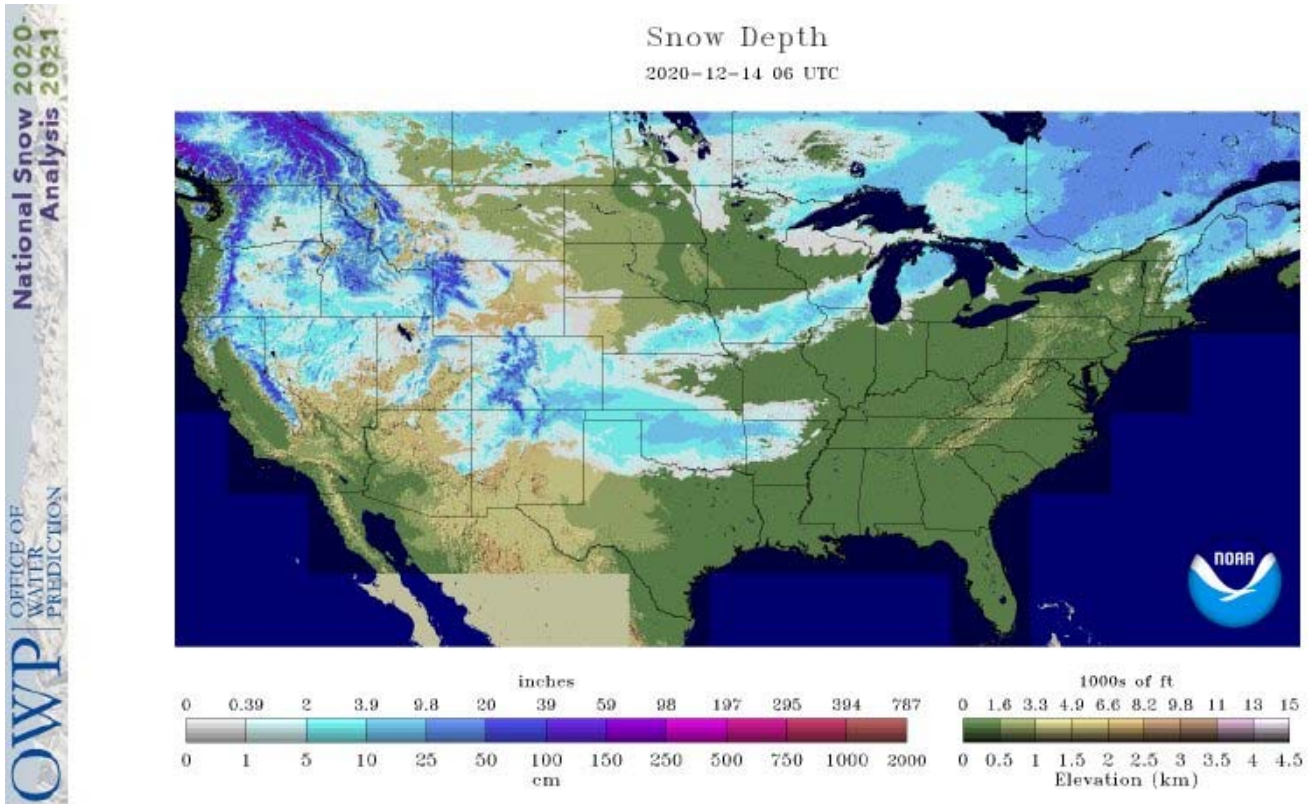 National Snow 2020-
Analysis 2021
OWP
OFFICE OF
WATER
PREDICTION
Snow Depth
2020-12-14 06 UTC
NOAA
inches
0 0.39 2 3.9 9.8 20 39 59 98 197 295 394 787
0 1 5 10 25 50 100 150 250 500 750 1000 2000
cm
1000s of ft
0 1.6 3.3 4.9 6.6 8.2 9.8 11 13 15
0 0.5 1 1.5 2 2.5 3 3.5 4 4.5
Elevation (km)